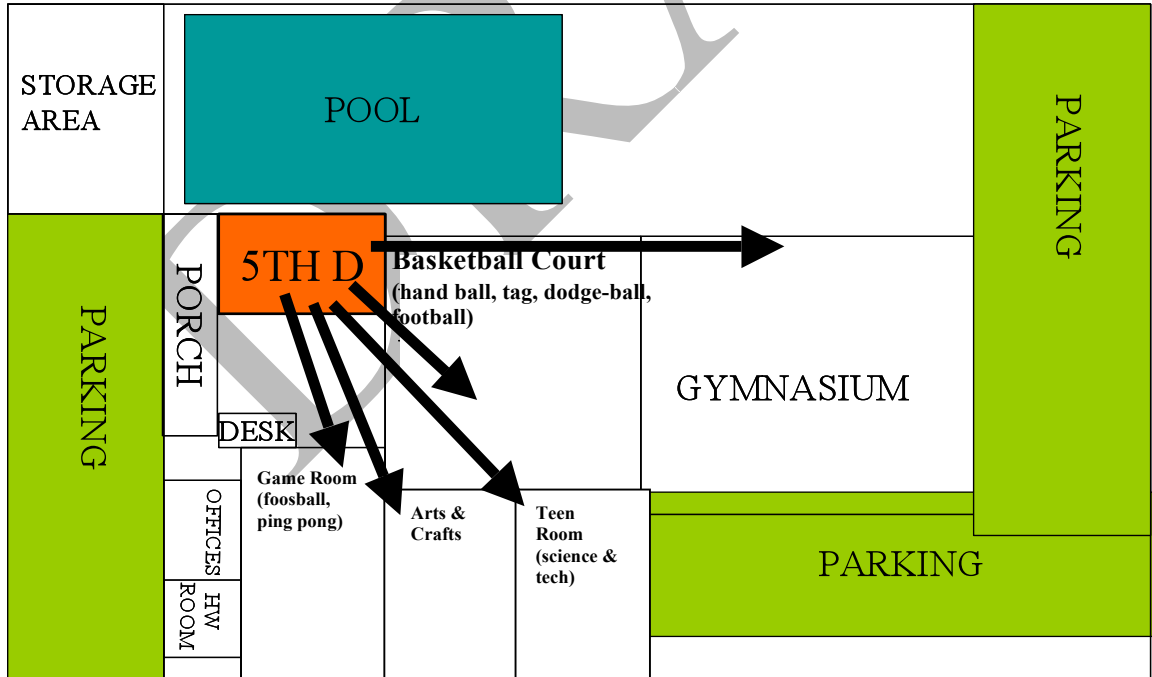 STORAGE
AREA
POOL
PARKING
5TH D
Basketball Court
(hand ball, tag, dodge-ball,
football)
PORCH
PARKING
GYMNASIUM
DESK
Game Room
(foosball,
ping pong)
Arts &
Crafts
Teen
Room
(science &
tech)
OFFICES
HW
ROOM
PARKING